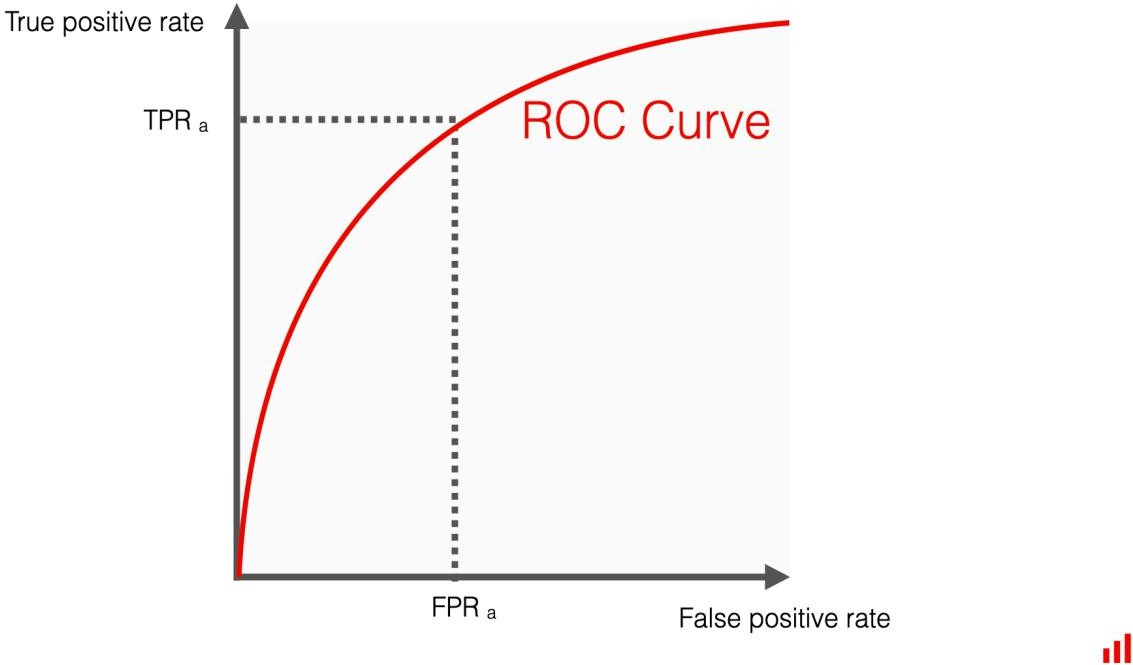 True positive rate
TPR a
ROC Curve
FPR a
False positive rate